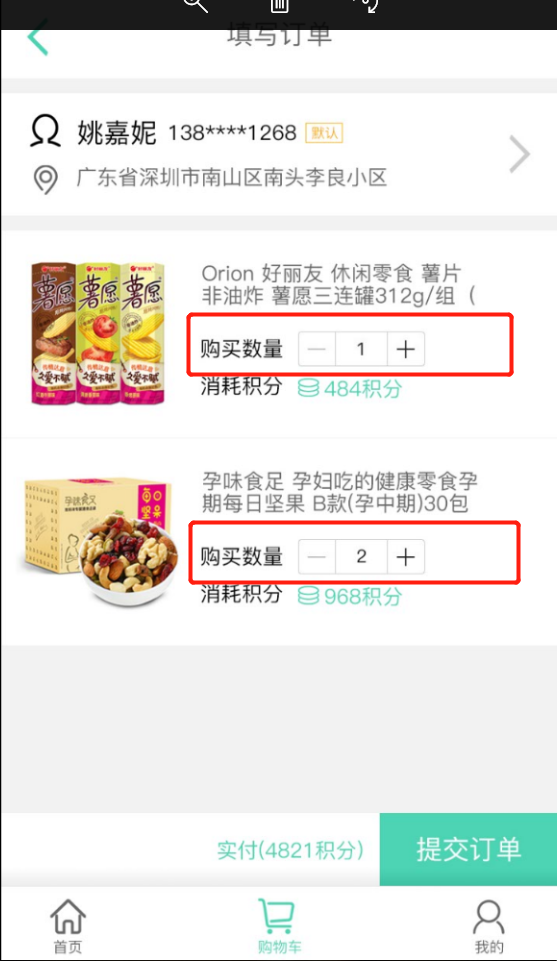 填写订单
姚嘉妮 138****1268 默认
广东省深圳市南山区南头李良小区
Orion 好丽友 休闲零食 薯片
非油炸 薯愿三连罐312g/组（
薯愿 薯愿 薯愿
购买数量 — 1 +
消耗积分 484积分
孕味食足 孕妇吃的健康零食孕
期每日坚果 B款(孕中期)30包
每日坚果
购买数量 — 2 +
消耗积分 968积分
实付(4821积分)
提交订单
首页
购物车
我的